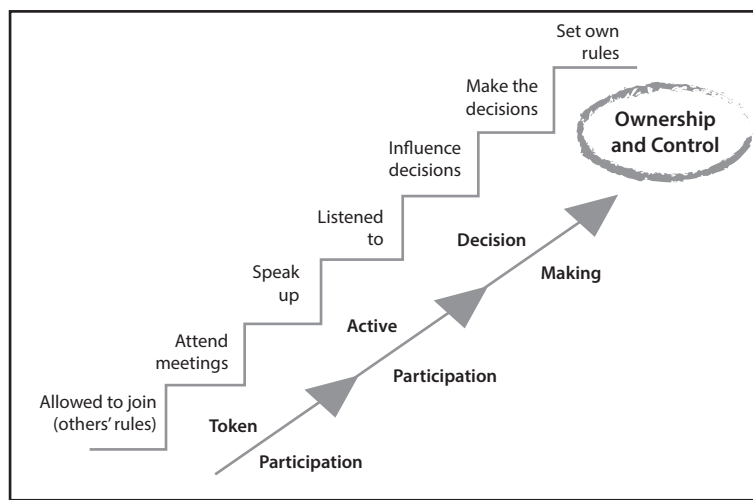 Set own
rules
Make the
decisions
Ownership
and Control
Influence
decisions
Listened
to
Decision
Making
Speak
up
Active
Participation
Attend
meetings
Allowed to join
(others’ rules)
Token
Participation